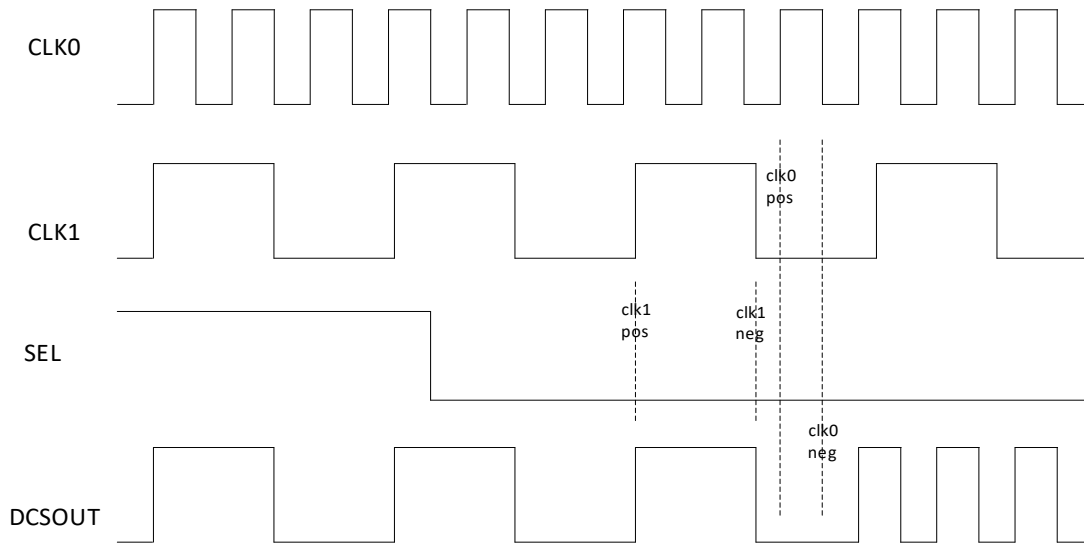 CLK0
clk0
pos
CLK1
clk1
pos
clk1
neg
SEL
clk0
neg
DCSOUT